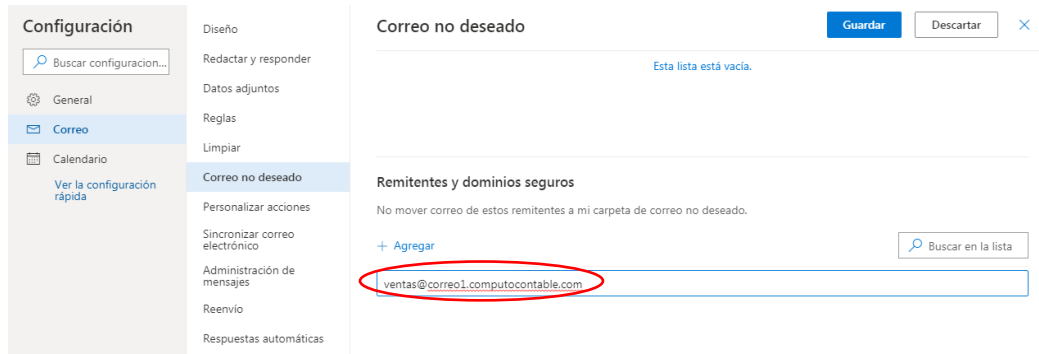 Configuración
Buscar configuracion...
General
Correo
Calendario
Ver la configuración
rápida
Diseño
Redactar y responder
Datos adjuntos
Reglas
Limpiar
Correo no deseado
Personalizar acciones
Sincronizar correo
electrónico
Administración de
mensajes
Reenvío
Respuestas automáticas
Correo no deseado
Guardar
Descartar
Esta lista está vacía.
Remitentes y dominios seguros
No mover correo de estos remitentes a mi carpeta de correo no deseado.
+ Agregar
Buscar en la lista
ventas@correo1.computocontable.com